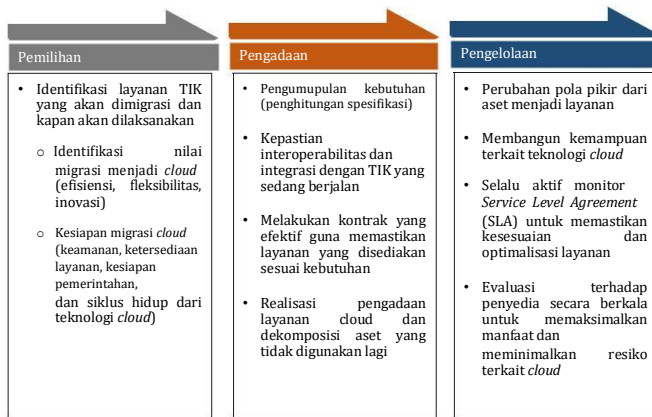 Pemilihan
• Identifikasi layanan TIK
yang akan dimigrasi dan
kapan akan dilaksanakan
o Identifikasi nilai
migrasi menjadi cloud
(efisiensi, fleksibilitas,
inovasi)
o Kesiapan migrasi cloud
(keamanan, ketersediaan
layanan, kesiapan
pemerintahan,
dan siklus hidup dari
teknologi cloud)
Pengadaan
• Pengumupulan kebutuhan
(penghitungan spesifikasi)
• Kepastian
interoperabilitas dan
integrasi dengan TIK yang
sedang berjalan
• Melakukan kontrak yang
efektif guna memastikan
layanan yang disediakan
sesuai kebutuhan
• Realisasi pengadaan
layanan cloud dan
dekomposisi aset yang
tidak digunakan lagi
Pengelolaan
• Perubahan pola pikir dari
aset menjadi layanan
• Membangun kemampuan
terkait teknologi cloud
• Selalu aktif monitor
Service Level Agreement
(SLA) untuk memastikan
kesesuaian dan
optimalisasi layanan
• Evaluasi terhadap
penyedia secara berkala
untuk memaksimalkan
manfaat dan
meminimalkan resiko
terkait cloud